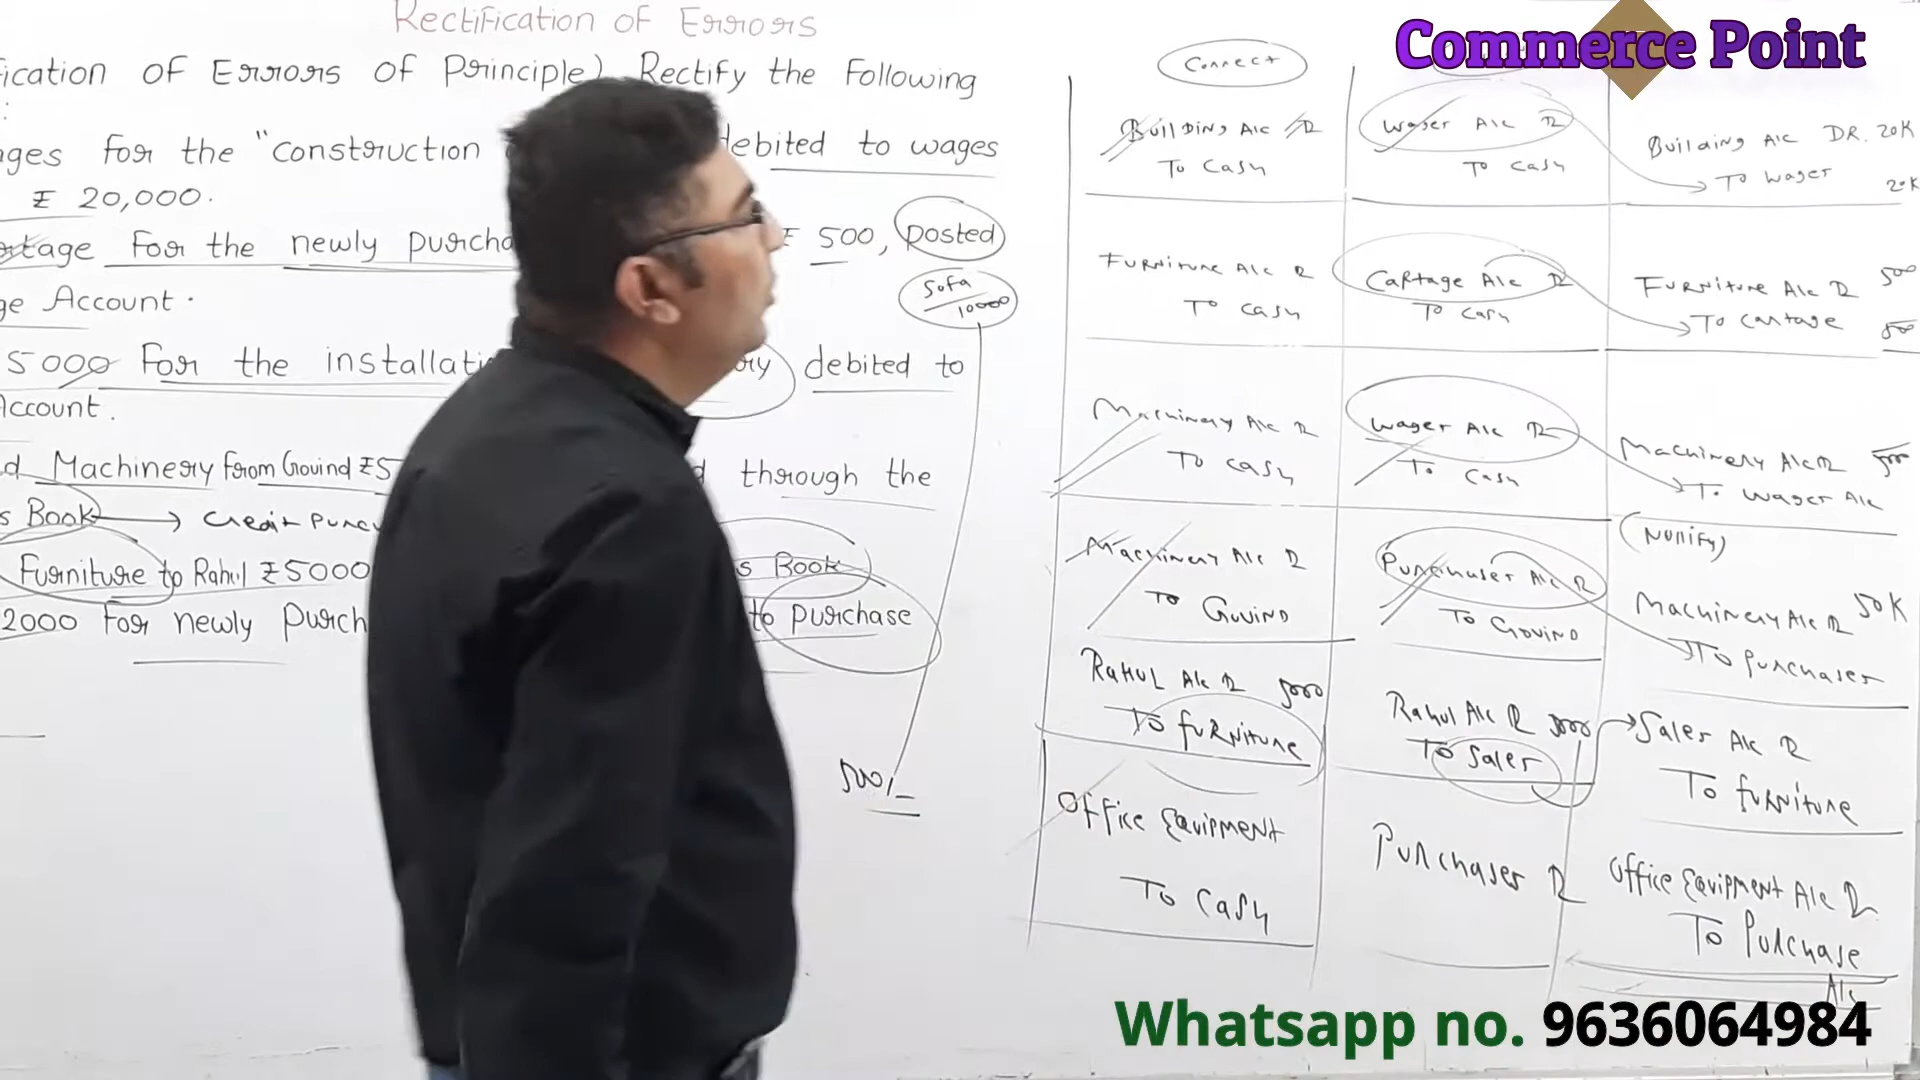 Rectification of Errors
ication of Errors of Principle) Rectify the Following
:
ages for the "construction debited to wages
₹ 20,000.
rtage for the newly purcha ₹ 500, posted
ge Account.
5000 for the installati ry debited to
Account.
d Machinery from Govind ₹5 d through the
s Book → Credit Purc
Furniture to Rahul ₹5000 s Book
2000 for newly purch to purchase
Sofa
10000
500/-
Correct
Building A/c Dr
To Cash
Furniture A/c Dr
To Cash
Machinery A/c Dr
To Cash
Machinery A/c Dr
To Govind
Rahul A/c Dr 5000
To furniture
Office Equipment
To Cash
Wages A/c Dr
To Cash
Cartage A/c Dr
To Cash
Wages A/c Dr
To Cash
Purchases A/c Dr
To Govind
Rahul A/c Dr 5000
To Sales
Purchases Dr
Building A/c DR. 20K
To Wages 20K
Furniture A/c Dr 500
To Cartage 500
Machinery A/c Dr
To Wages A/c
(Nullify)
Machinery A/c Dr 50K
To Purchases
Sales A/c Dr
To furniture
Office Equipment A/c Dr
To Purchase
A/c
Commerce Point
Whatsapp no. 9636064984